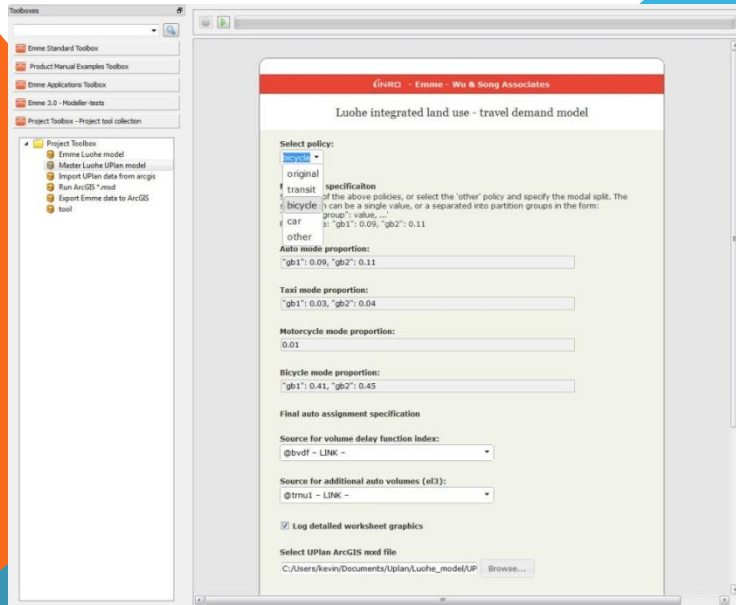 Toolboxes
Emme Standard Toolbox
Product Manual Examples Toolbox
Emme Applications Toolbox
Emme 3.0 - Modeller-tests
Project Toolbox - Project tool collection
Project Toolbox
Emme Luohe model
Master Luohe UPlan model
Import UPlan data from arcgis
Run ArcGIS *.mxd
Export Emme data to ArcGIS
tool
INRO - Emme - Wu & Song Associates
Luohe integrated land use - travel demand model
Select policy:
bicycle
original
transit
bicycle
car
other
specificaiton
of the above policies, or select the 'other' policy and specify the modal split. The
n can be a single value, or a separated into partition groups in the form:
group": value, ...'
e: "gb1": 0.09, "gb2": 0.11
Auto mode proportion:
"gb1": 0.09, "gb2": 0.11
Taxi mode proportion:
"gb1": 0.03, "gb2": 0.04
Motorcycle mode proportion:
0.01
Bicycle mode proportion:
"gb1": 0.41, "gb2": 0.45
Final auto assignment specification
Source for volume delay function index:
@bvdf - LINK -
Source for additional auto volumes (el3):
@trnu1 - LINK -
Log detailed worksheet graphics
Select UPlan ArcGIS mxd file
C:/Users/kevin/Documents/Uplan/Luohe_model/UP
Browse...